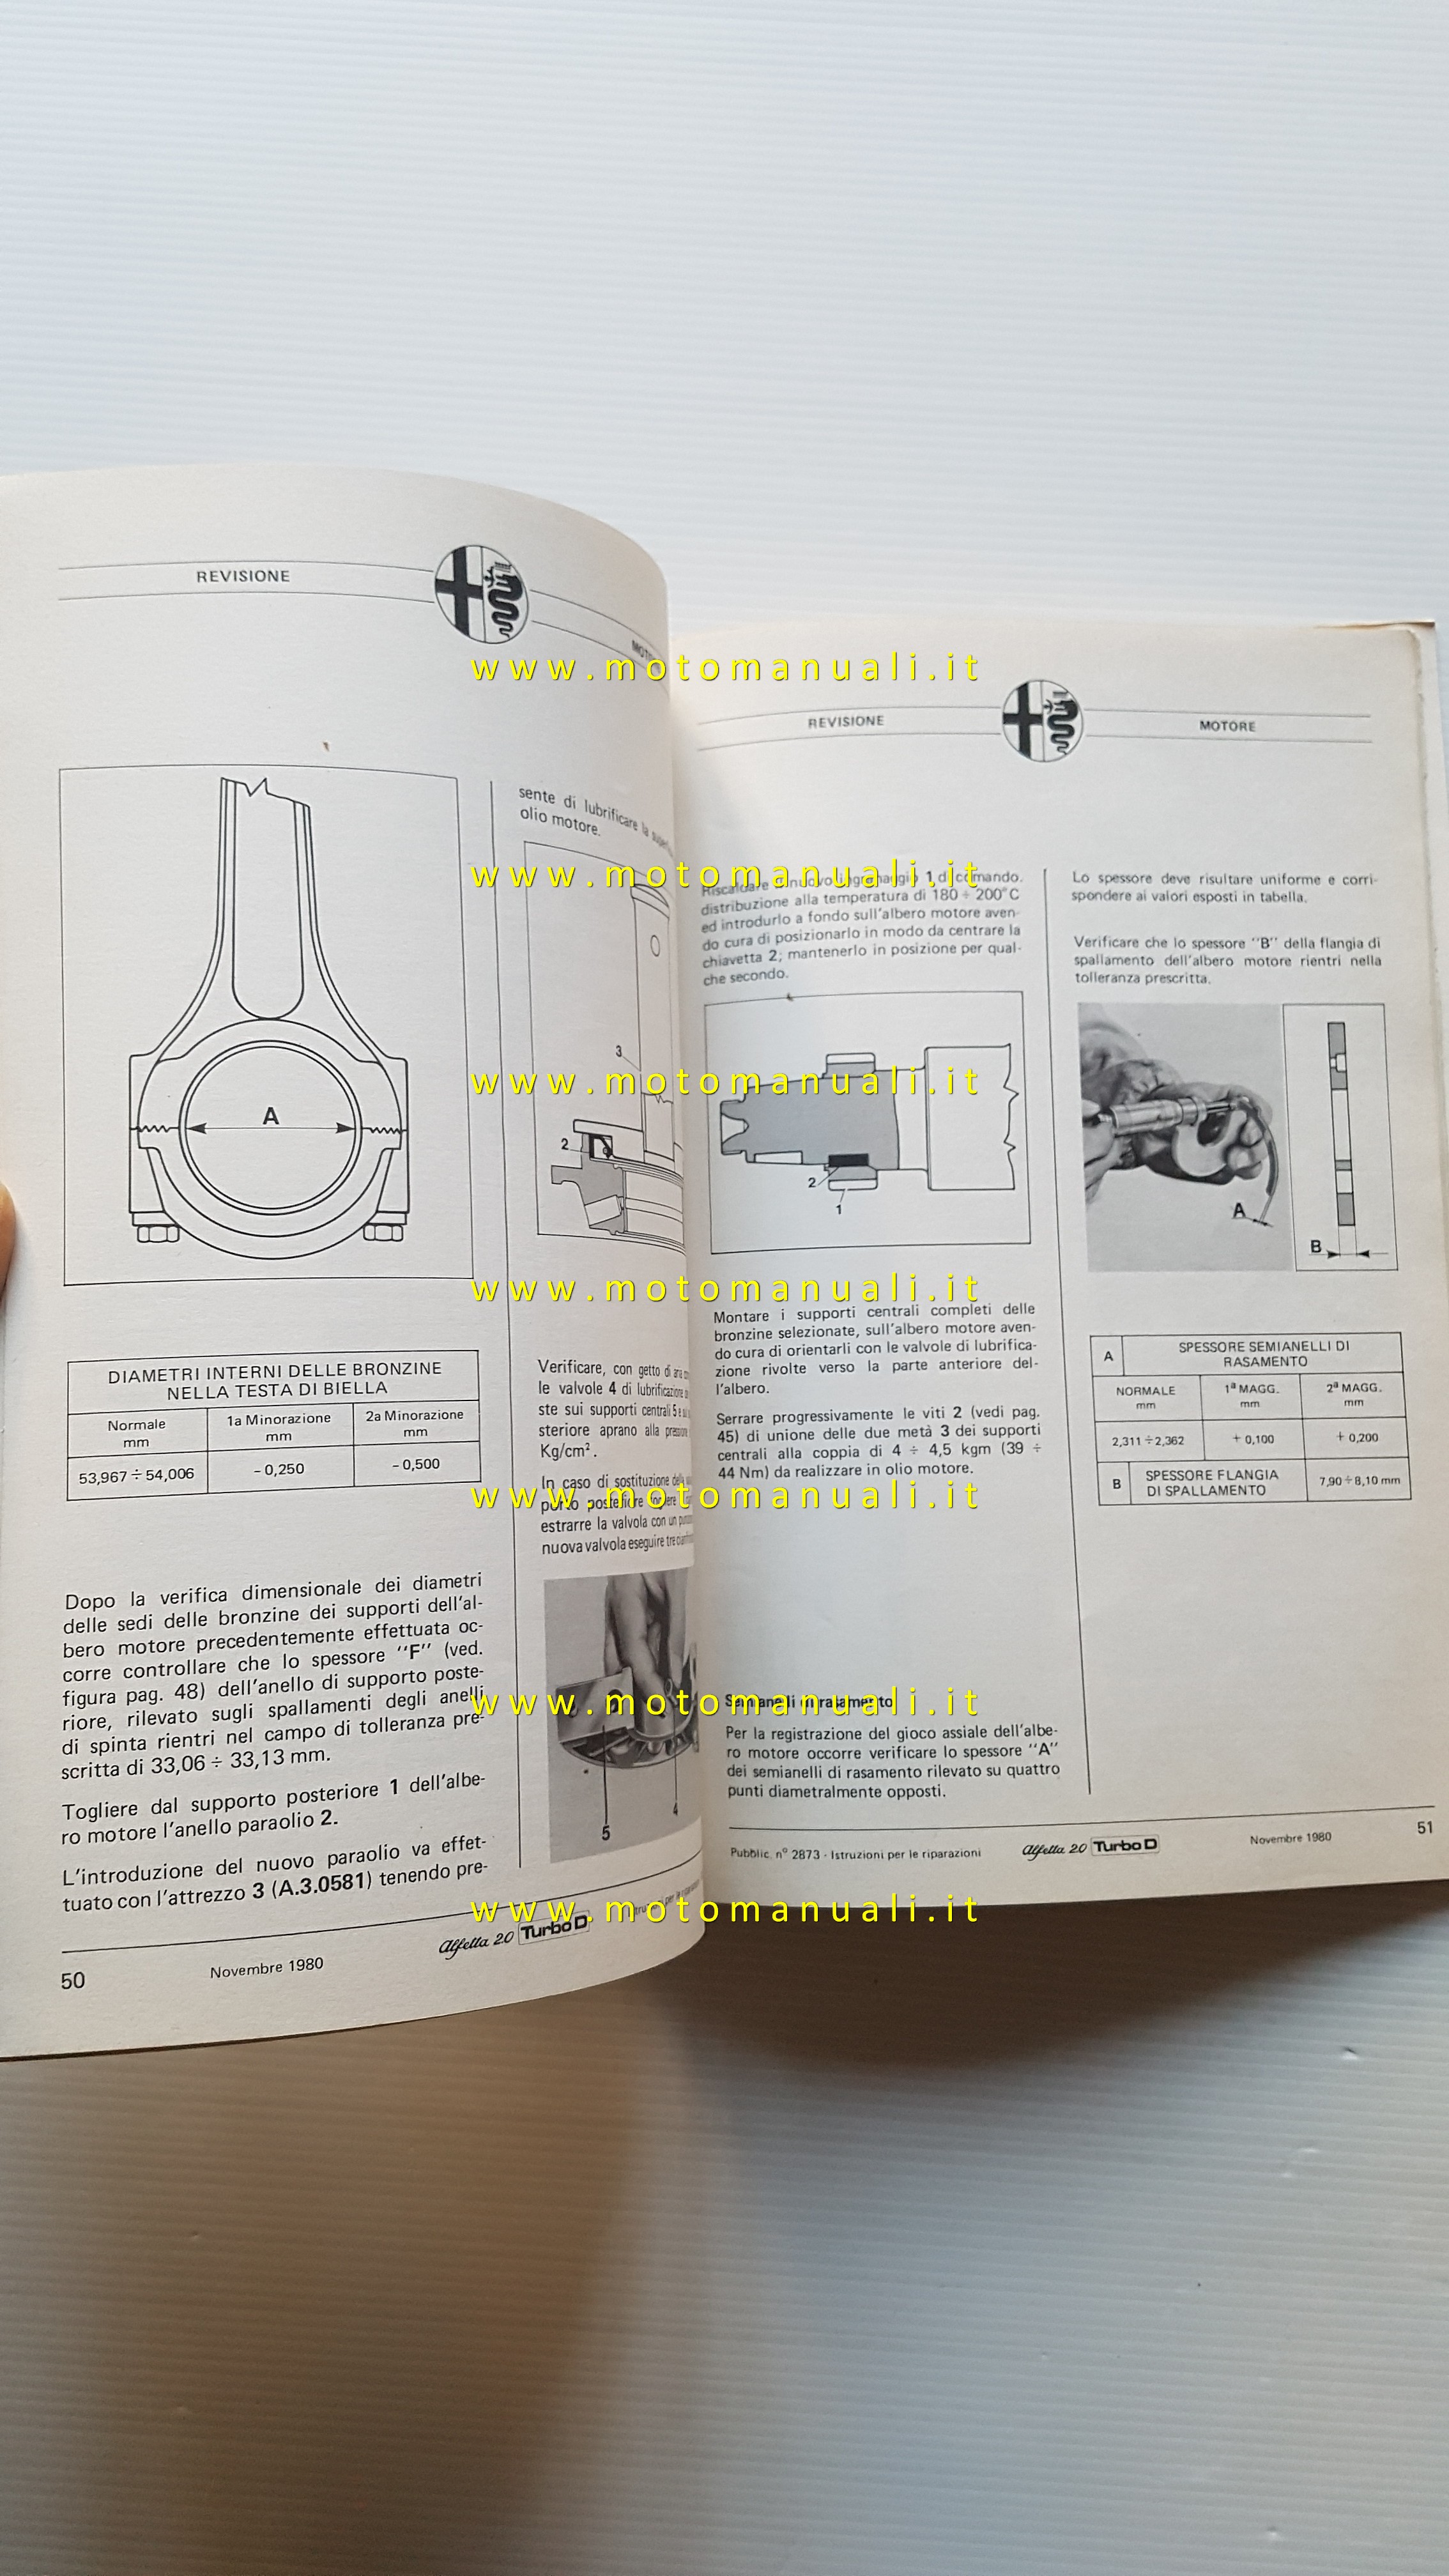 REVISIONE
MOTO
sente di lubrificare la
olio motore.
A
3
2
DIAMETRI INTERNI DELLE BRONZINE
NELLA TESTA DI BIELLA
Normale
mm
1a Minorazione
mm
2a Minorazione
mm
53,967 ÷ 54,006
– 0,250
– 0,500
Dopo la verifica dimensionale dei diametri
delle sedi delle bronzine dei supporti dell'al-
bero motore precedentemente effettuata oc-
corre controllare che lo spessore ''F'' (ved.
figura pag. 48) dell'anello di supporto poste-
riore, rilevato sugli spallamenti degli anelli
di spinta rientri nel campo di tolleranza pre-
scritta di 33,06 ÷ 33,13 mm.
Togliere dal supporto posteriore 1 dell'albe-
ro motore l'anello paraolio 2.
L'introduzione del nuovo paraolio va effet-
tuato con l'attrezzo 3 (A.3.0581) tenendo pre-
Verificare, con getto di aria
le valvole 4 di lubrificazione
ste sui supporti centrali 5 e
steriore aprano alla pressione
Kg/cm².
In caso di sostituzione della
estrarre la valvola con un
nuova valvola eseguire tre
5
4
50
Novembre 1980
Alfetta 2.0 Turbo D
REVISIONE
MOTORE
Riscaldare il nuovo ingranaggio 1 di comando
distribuzione alla temperatura di 180 ÷ 200°C
ed introdurlo a fondo sull'albero motore aven-
do cura di posizionarlo in modo da centrare la
chiavetta 2; mantenerlo in posizione per qual-
che secondo.
2
1
Montare i supporti centrali completi delle
bronzine selezionate, sull'albero motore aven-
do cura di orientarli con le valvole di lubrifica-
zione rivolte verso la parte anteriore del-
l'albero.
Serrare progressivamente le viti 2 (vedi pag.
45) di unione delle due metà 3 dei supporti
centrali alla coppia di 4 ÷ 4,5 kgm (39 ÷
44 Nm) da realizzare in olio motore.
Semianelli di rasamento
Per la registrazione del gioco assiale dell'albe-
ro motore occorre verificare lo spessore ''A''
dei semianelli di rasamento rilevato su quattro
punti diametralmente opposti.
Lo spessore deve risultare uniforme e corri-
spondere ai valori esposti in tabella.
Verificare che lo spessore ''B'' della flangia di
spallamento dell'albero motore rientri nella
tolleranza prescritta.
A
B
A
SPESSORE SEMIANELLI DI
RASAMENTO
NORMALE
mm
1ª MAGG.
mm
2ª MAGG.
mm
2,311 ÷ 2,362
+ 0,100
+ 0,200
B
SPESSORE FLANGIA
DI SPALLAMENTO
7,90 ÷ 8,10 mm
Pubblic. n° 2873 - Istruzioni per le riparazioni
Alfetta 2.0 Turbo D
Novembre 1980
51
www.motomanuali.it
www.motomanuali.it
www.motomanuali.it
www.motomanuali.it
www.motomanuali.it
www.motomanuali.it
www.motomanuali.it